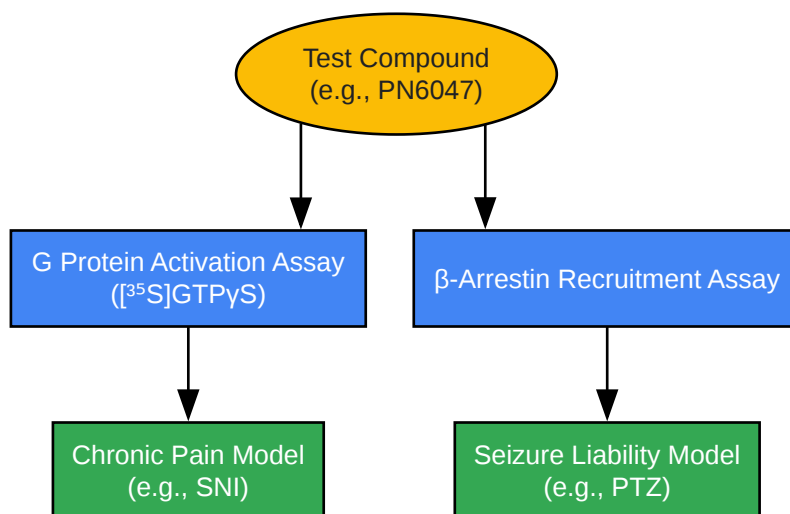 Test Compound
(e.g., PN6047)
G Protein Activation Assay
([³⁵S]GTPγS)
β-Arrestin Recruitment Assay
Chronic Pain Model
(e.g., SNI)
Seizure Liability Model
(e.g., PTZ)